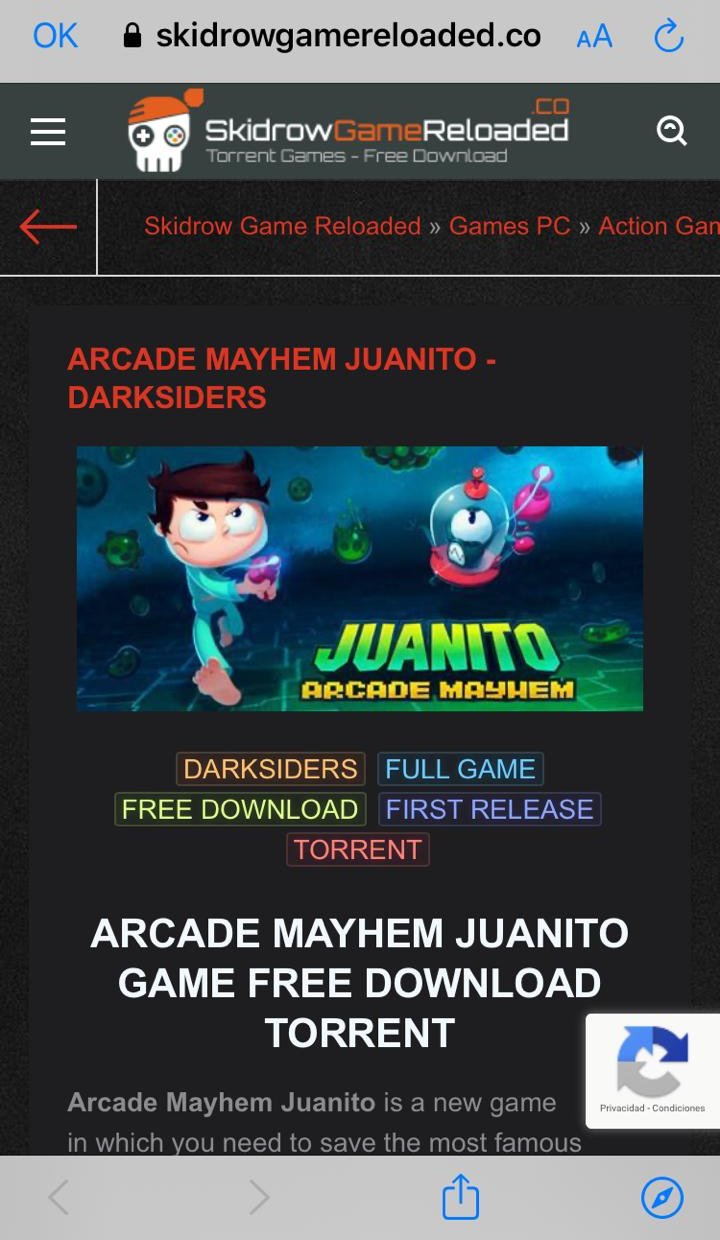 OK skidrowgamereloaded.co AA
.CO
SkidrowGameReloaded
Torrent Games - Free Download
Skidrow Game Reloaded » Games PC » Action Gam
ARCADE MAYHEM JUANITO -
DARKSIDERS
JUANITO
ARCADE MAYHEM
DARKSIDERS FULL GAME
FREE DOWNLOAD FIRST RELEASE
TORRENT
ARCADE MAYHEM JUANITO
GAME FREE DOWNLOAD
TORRENT
Privacidad - Condiciones
Arcade Mayhem Juanito is a new game
in which you need to save the most famous